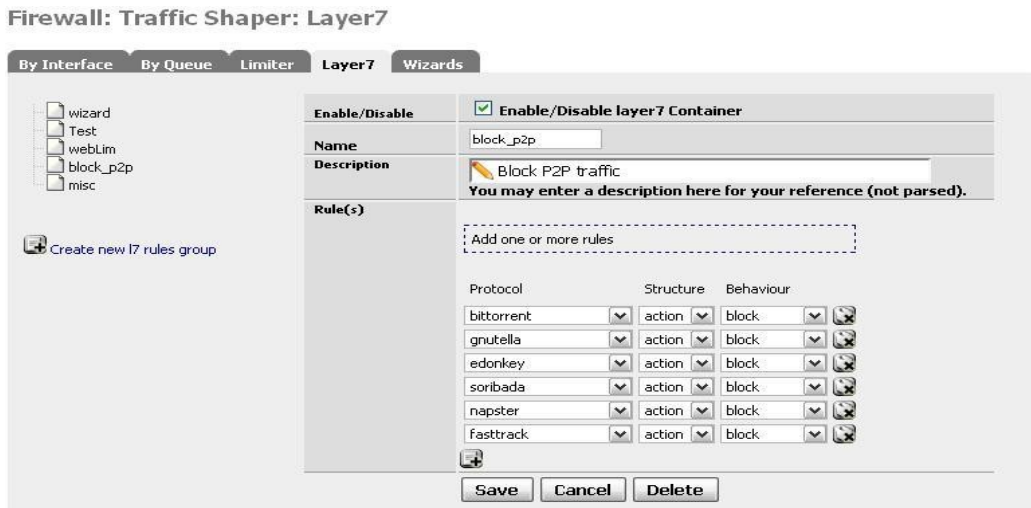 Firewall: Traffic Shaper: Layer7
By Interface By Queue Limiter Layer7 Wizards
wizard
Test
webLim
block_p2p
misc
Create new l7 rules group
Enable/Disable Enable/Disable layer7 Container
Name block_p2p
Description Block P2P traffic
You may enter a description here for your reference (not parsed).
Rule(s)
Add one or more rules
Protocol Structure Behaviour
bittorrent action block
gnutella action block
edonkey action block
soribada action block
napster action block
fasttrack action block
Save Cancel Delete